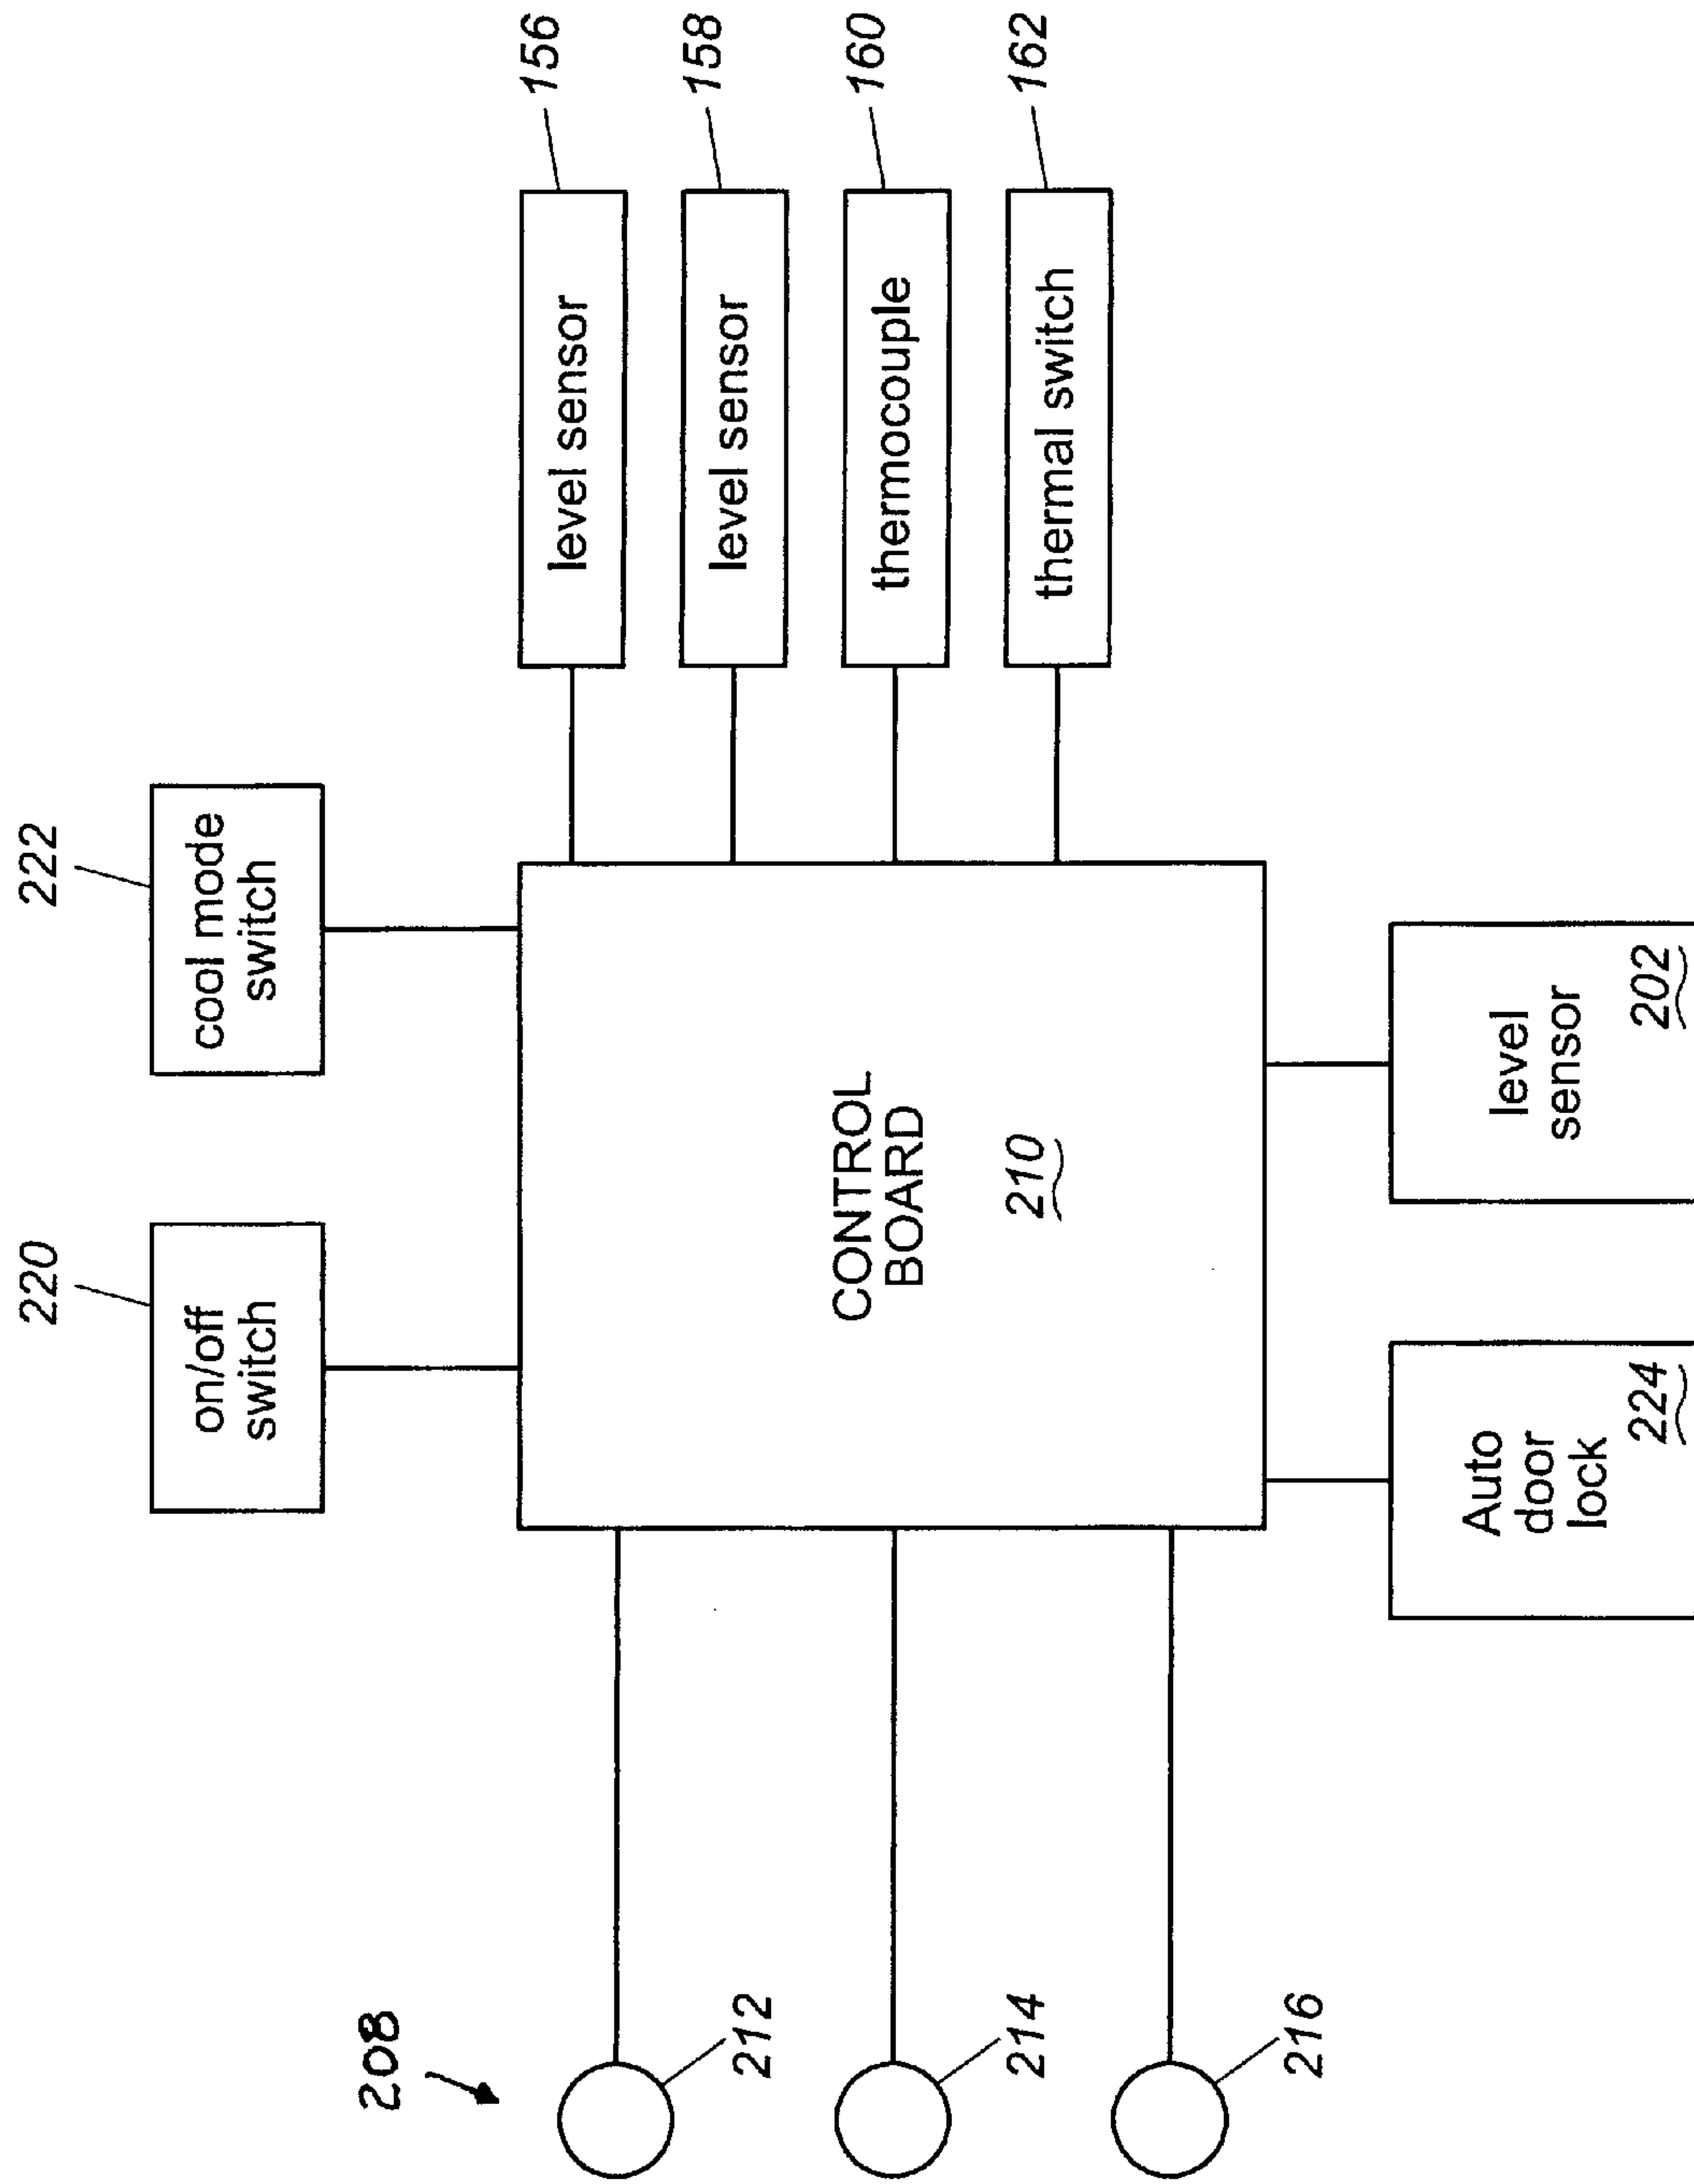 222
cool mode
switch
220
on/off
switch
156
level sensor
158
level sensor
160
thermocouple
162
thermal switch
CONTROL
BOARD
210
208
212
214
216
Auto
door
lock
224
level
sensor
202